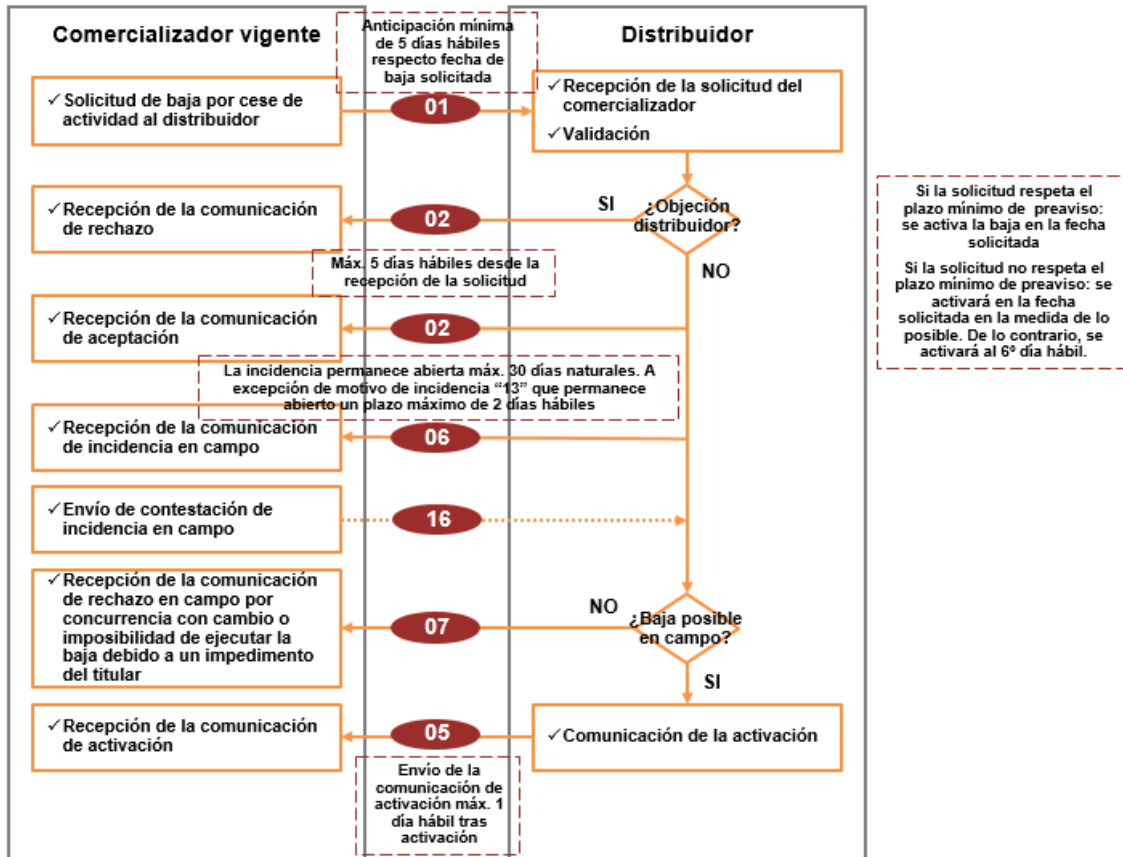 Comercializador vigente
Anticipación mínima
de 5 días hábiles
respecto fecha de
baja solicitada
Distribuidor
✓Solicitud de baja por cese de
actividad al distribuidor
01
✓Recepción de la solicitud del
comercializador
✓Validación
✓Recepción de la comunicación
de rechazo
02
SI
¿Objeción
distribuidor?
NO
Máx. 5 días hábiles desde la
recepción de la solicitud
Si la solicitud respeta el
plazo mínimo de preaviso:
se activa la baja en la fecha
solicitada
Si la solicitud no respeta el
plazo mínimo de preaviso: se
activará en la fecha
solicitada en la medida de lo
posible. De lo contrario, se
activará al 6º día hábil.
✓Recepción de la comunicación
de aceptación
02
La incidencia permanece abierta máx. 30 días naturales. A
excepción de motivo de incidencia “13” que permanece
abierto un plazo máximo de 2 días hábiles
✓Recepción de la comunicación
de incidencia en campo
06
✓Envío de contestación de
incidencia en campo
16
✓Recepción de la comunicación
de rechazo en campo por
concurrencia con cambio o
imposibilidad de ejecutar la
baja debido a un impedimento
del titular
07
NO
¿Baja posible
en campo?
SI
✓Recepción de la comunicación
de activación
05
✓Comunicación de la activación
Envío de la
comunicación de
activación máx. 1
día hábil tras
activación